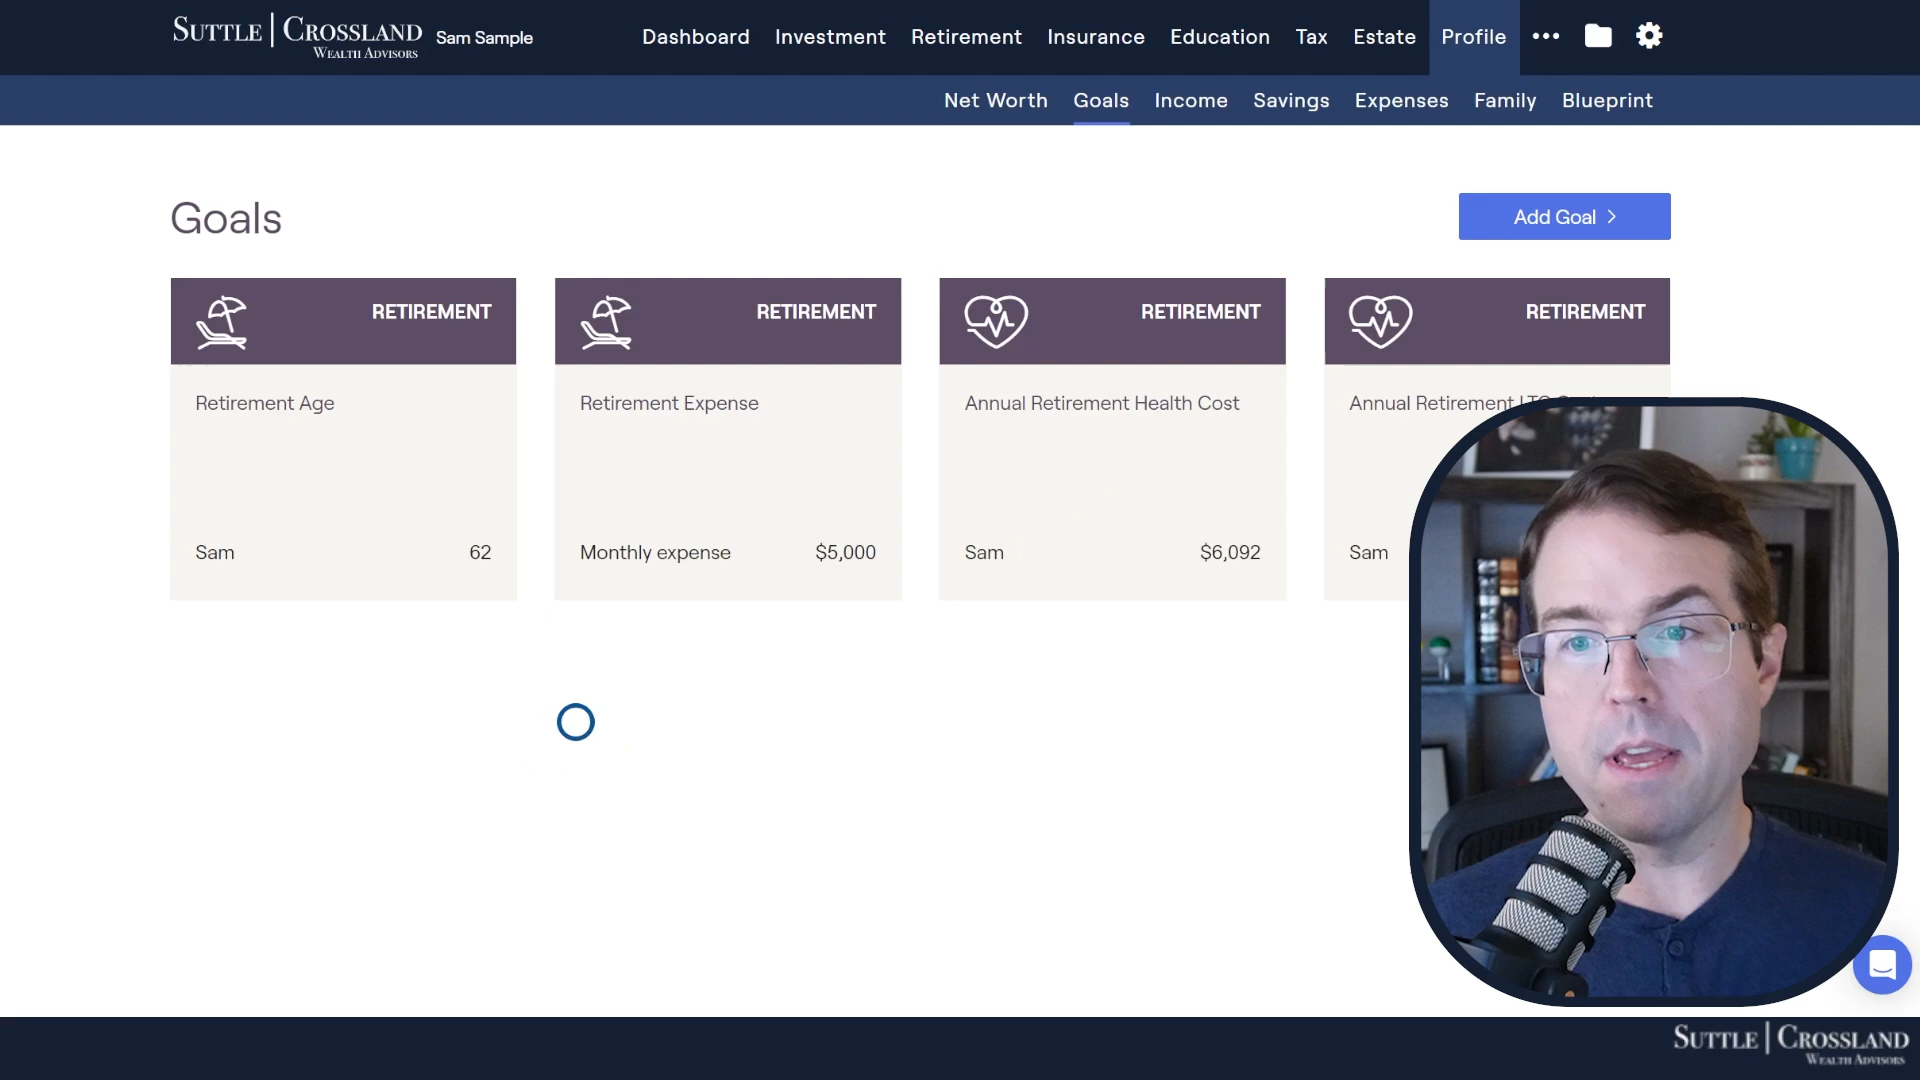 SUTTLE | CROSSLAND
WEALTH ADVISORS
Sam Sample
Dashboard Investment Retirement Insurance Education Tax Estate Profile •••
Net Worth Goals Income Savings Expenses Family Blueprint
Goals
Add Goal >
RETIREMENT
Retirement Age
Sam 62
RETIREMENT
Retirement Expense
Monthly expense $5,000
RETIREMENT
Annual Retirement Health Cost
Sam $6,092
RETIREMENT
Annual Retirement
Sam
RODE
SUTTLE | CROSSLAND
WEALTH ADVISORS